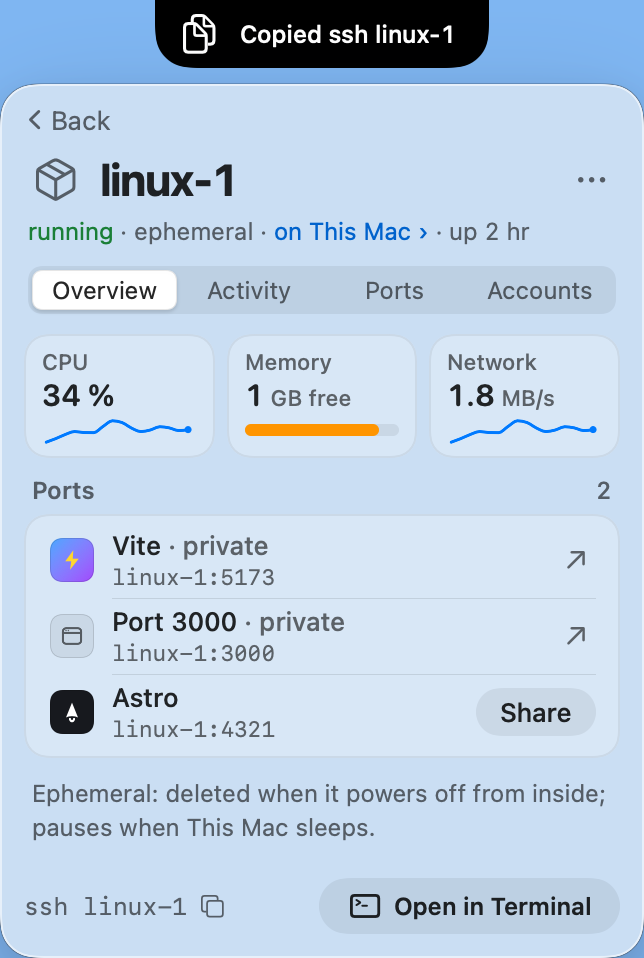 Copied ssh linux-1
Back
linux-1
running · ephemeral · on This Mac › · up 2 hr
Overview Activity Ports Accounts
CPU
34 %
Memory
1 GB free
Network
1.8 MB/s
Ports 2
Vite · private
linux-1:5173
Port 3000 · private
linux-1:3000
Astro
linux-1:4321
Share
Ephemeral: deleted when it powers off from inside;
pauses when This Mac sleeps.
ssh linux-1
Open in Terminal